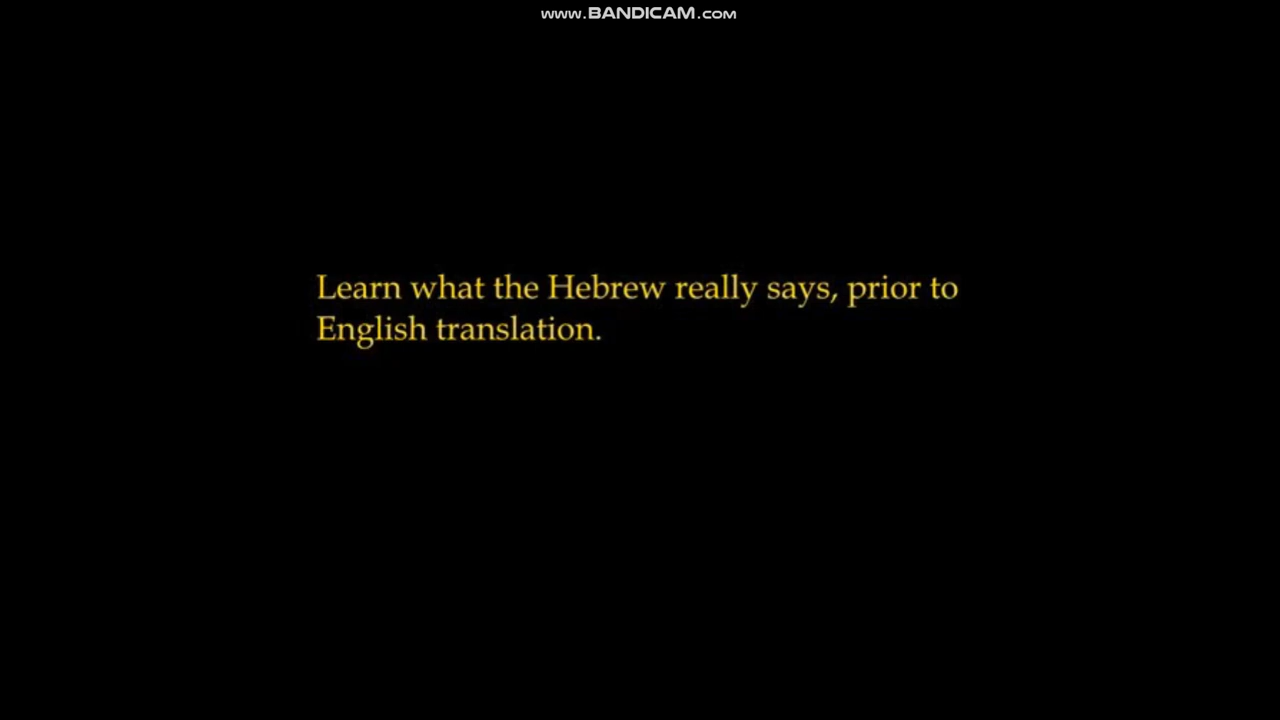 www.BANDICAM.com
Learn what the Hebrew really says, prior to
English translation.